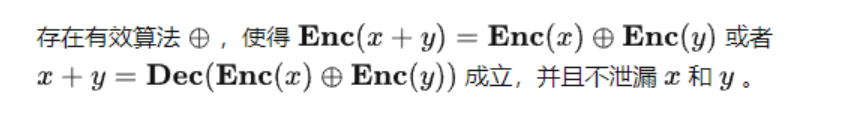 存在有效算法 ⊕ ，使得 Enc(x + y) = Enc(x) ⊕ Enc(y) 或者
x + y = Dec(Enc(x) ⊕ Enc(y)) 成立，并且不泄漏 x 和 y 。